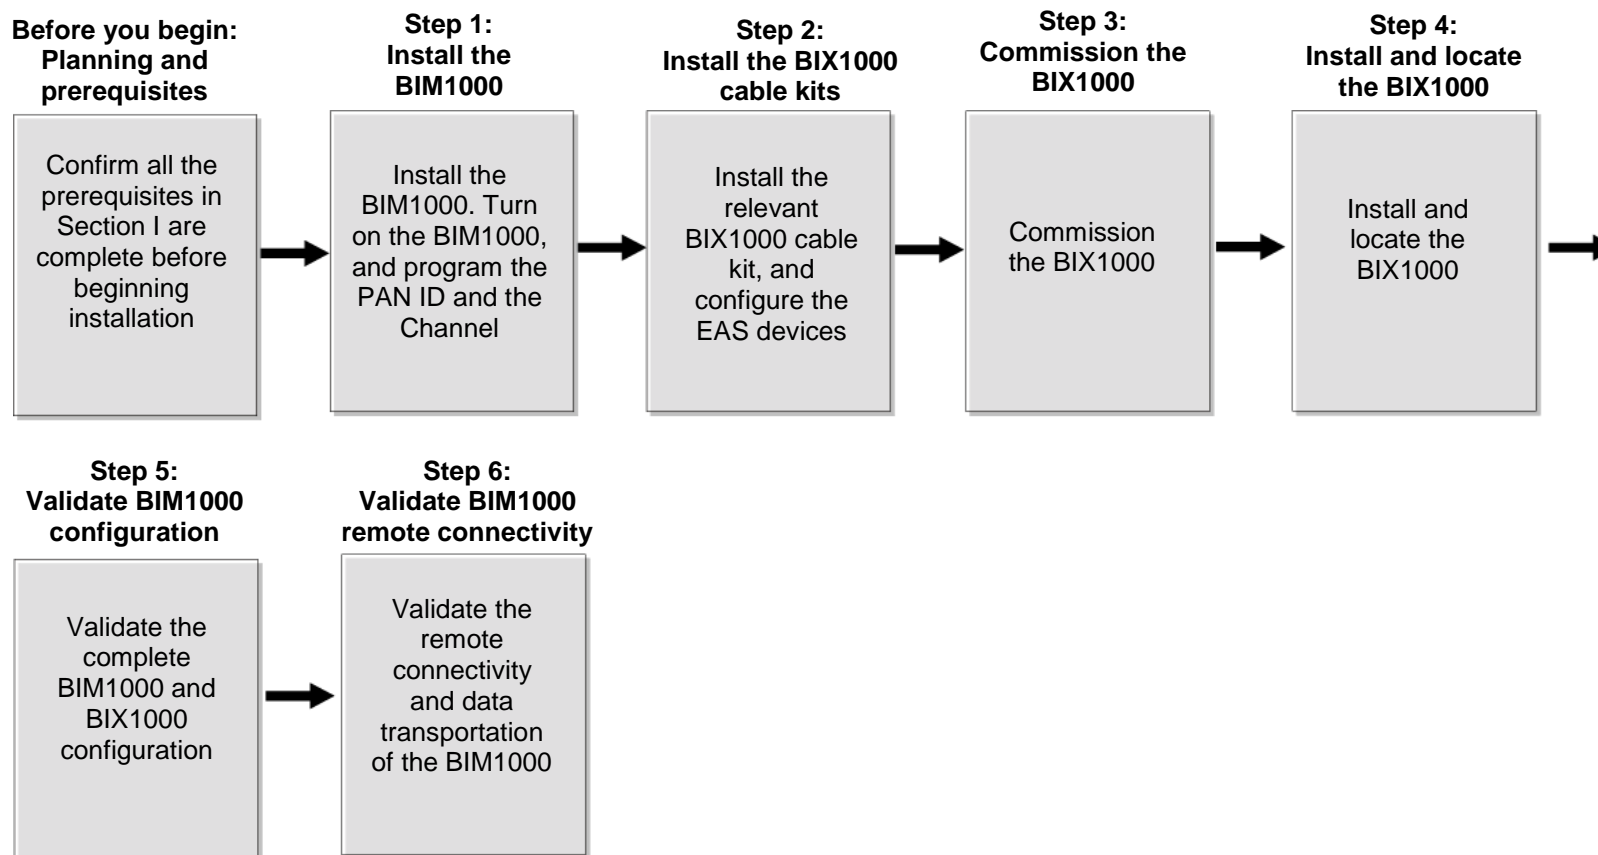 Before you begin:
Planning and
prerequisites
Confirm all the
prerequisites in
Section I are
complete before
beginning
installation
Step 1:
Install the
BIM1000
Install the
BIM1000. Turn
on the BIM1000,
and program the
PAN ID and the
Channel
Step 2:
Install the BIX1000
cable kits
Install the
relevant
BIX1000 cable
kit, and
configure the
EAS devices
Step 3:
Commission the
BIX1000
Commission
the BIX1000
Step 4:
Install and locate
the BIX1000
Install and
locate the
BIX1000
Step 5:
Validate BIM1000
configuration
Validate the
complete
BIM1000 and
BIX1000
configuration
Step 6:
Validate BIM1000
remote connectivity
Validate the
remote
connectivity
and data
transportation
of the BIM1000